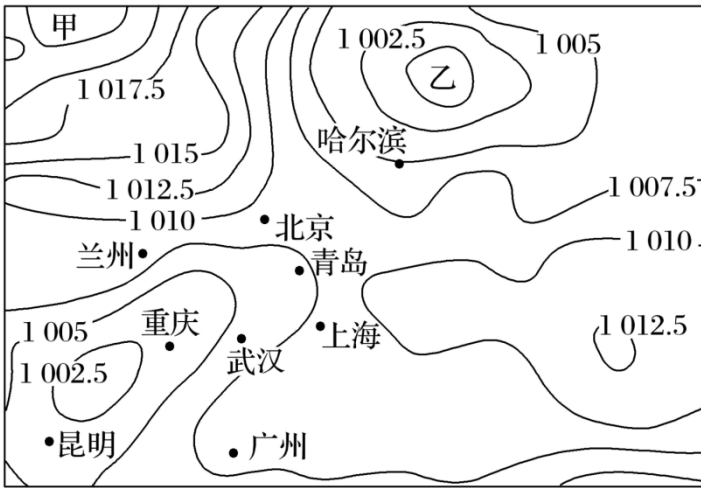 甲
1 002.5
1 005
乙
1 017.5
哈尔滨
1 015
1 012.5
1 007.5
1 010
北京
1 010
兰州
青岛
1 005
重庆
上海
1 012.5
武汉
1 002.5
昆明
广州